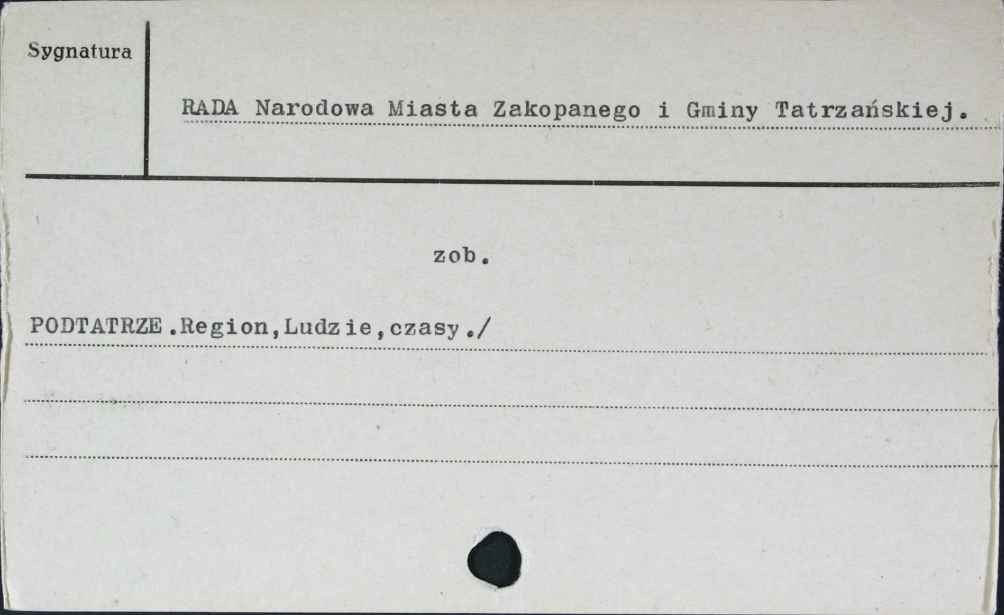 Sygnatura
RADA Narodowa Miasta Zakopanego i Gminy Tatrzańskiej.
zob.
PODTATRZE.Region,Ludzie,czasy./